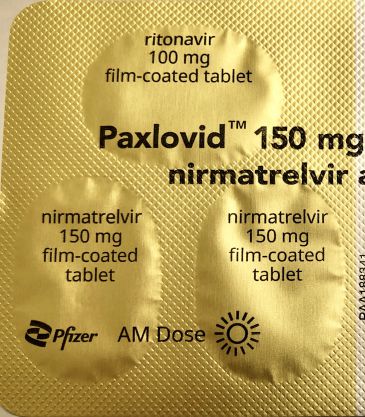 ritonavir
100 mg
film-coated tablet
Paxlovid™ 150 mg
nirmatrelvir
nirmatrelvir
150 mg
film-coated
tablet
nirmatrelvir
150 mg
film-coated
tablet
Pfizer
AM Dose